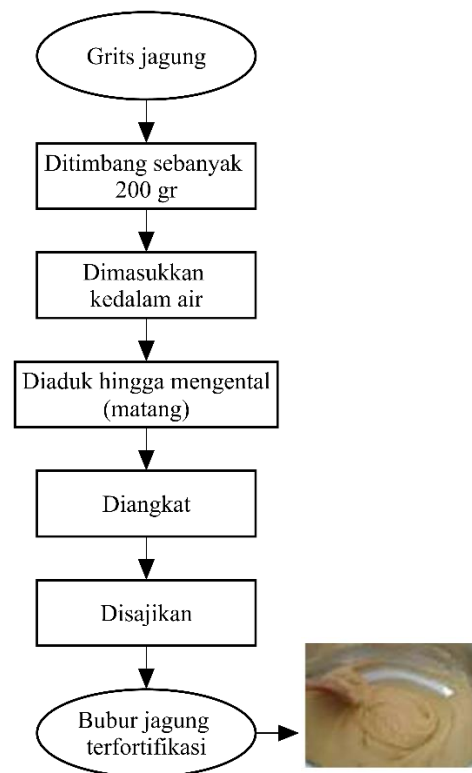 Grits jagung
Ditimbang sebanyak
200 gr
Dimasukkan
kedalam air
Diaduk hingga mengental
(matang)
Diangkat
Disajikan
Bubur jagung
terfortifikasi